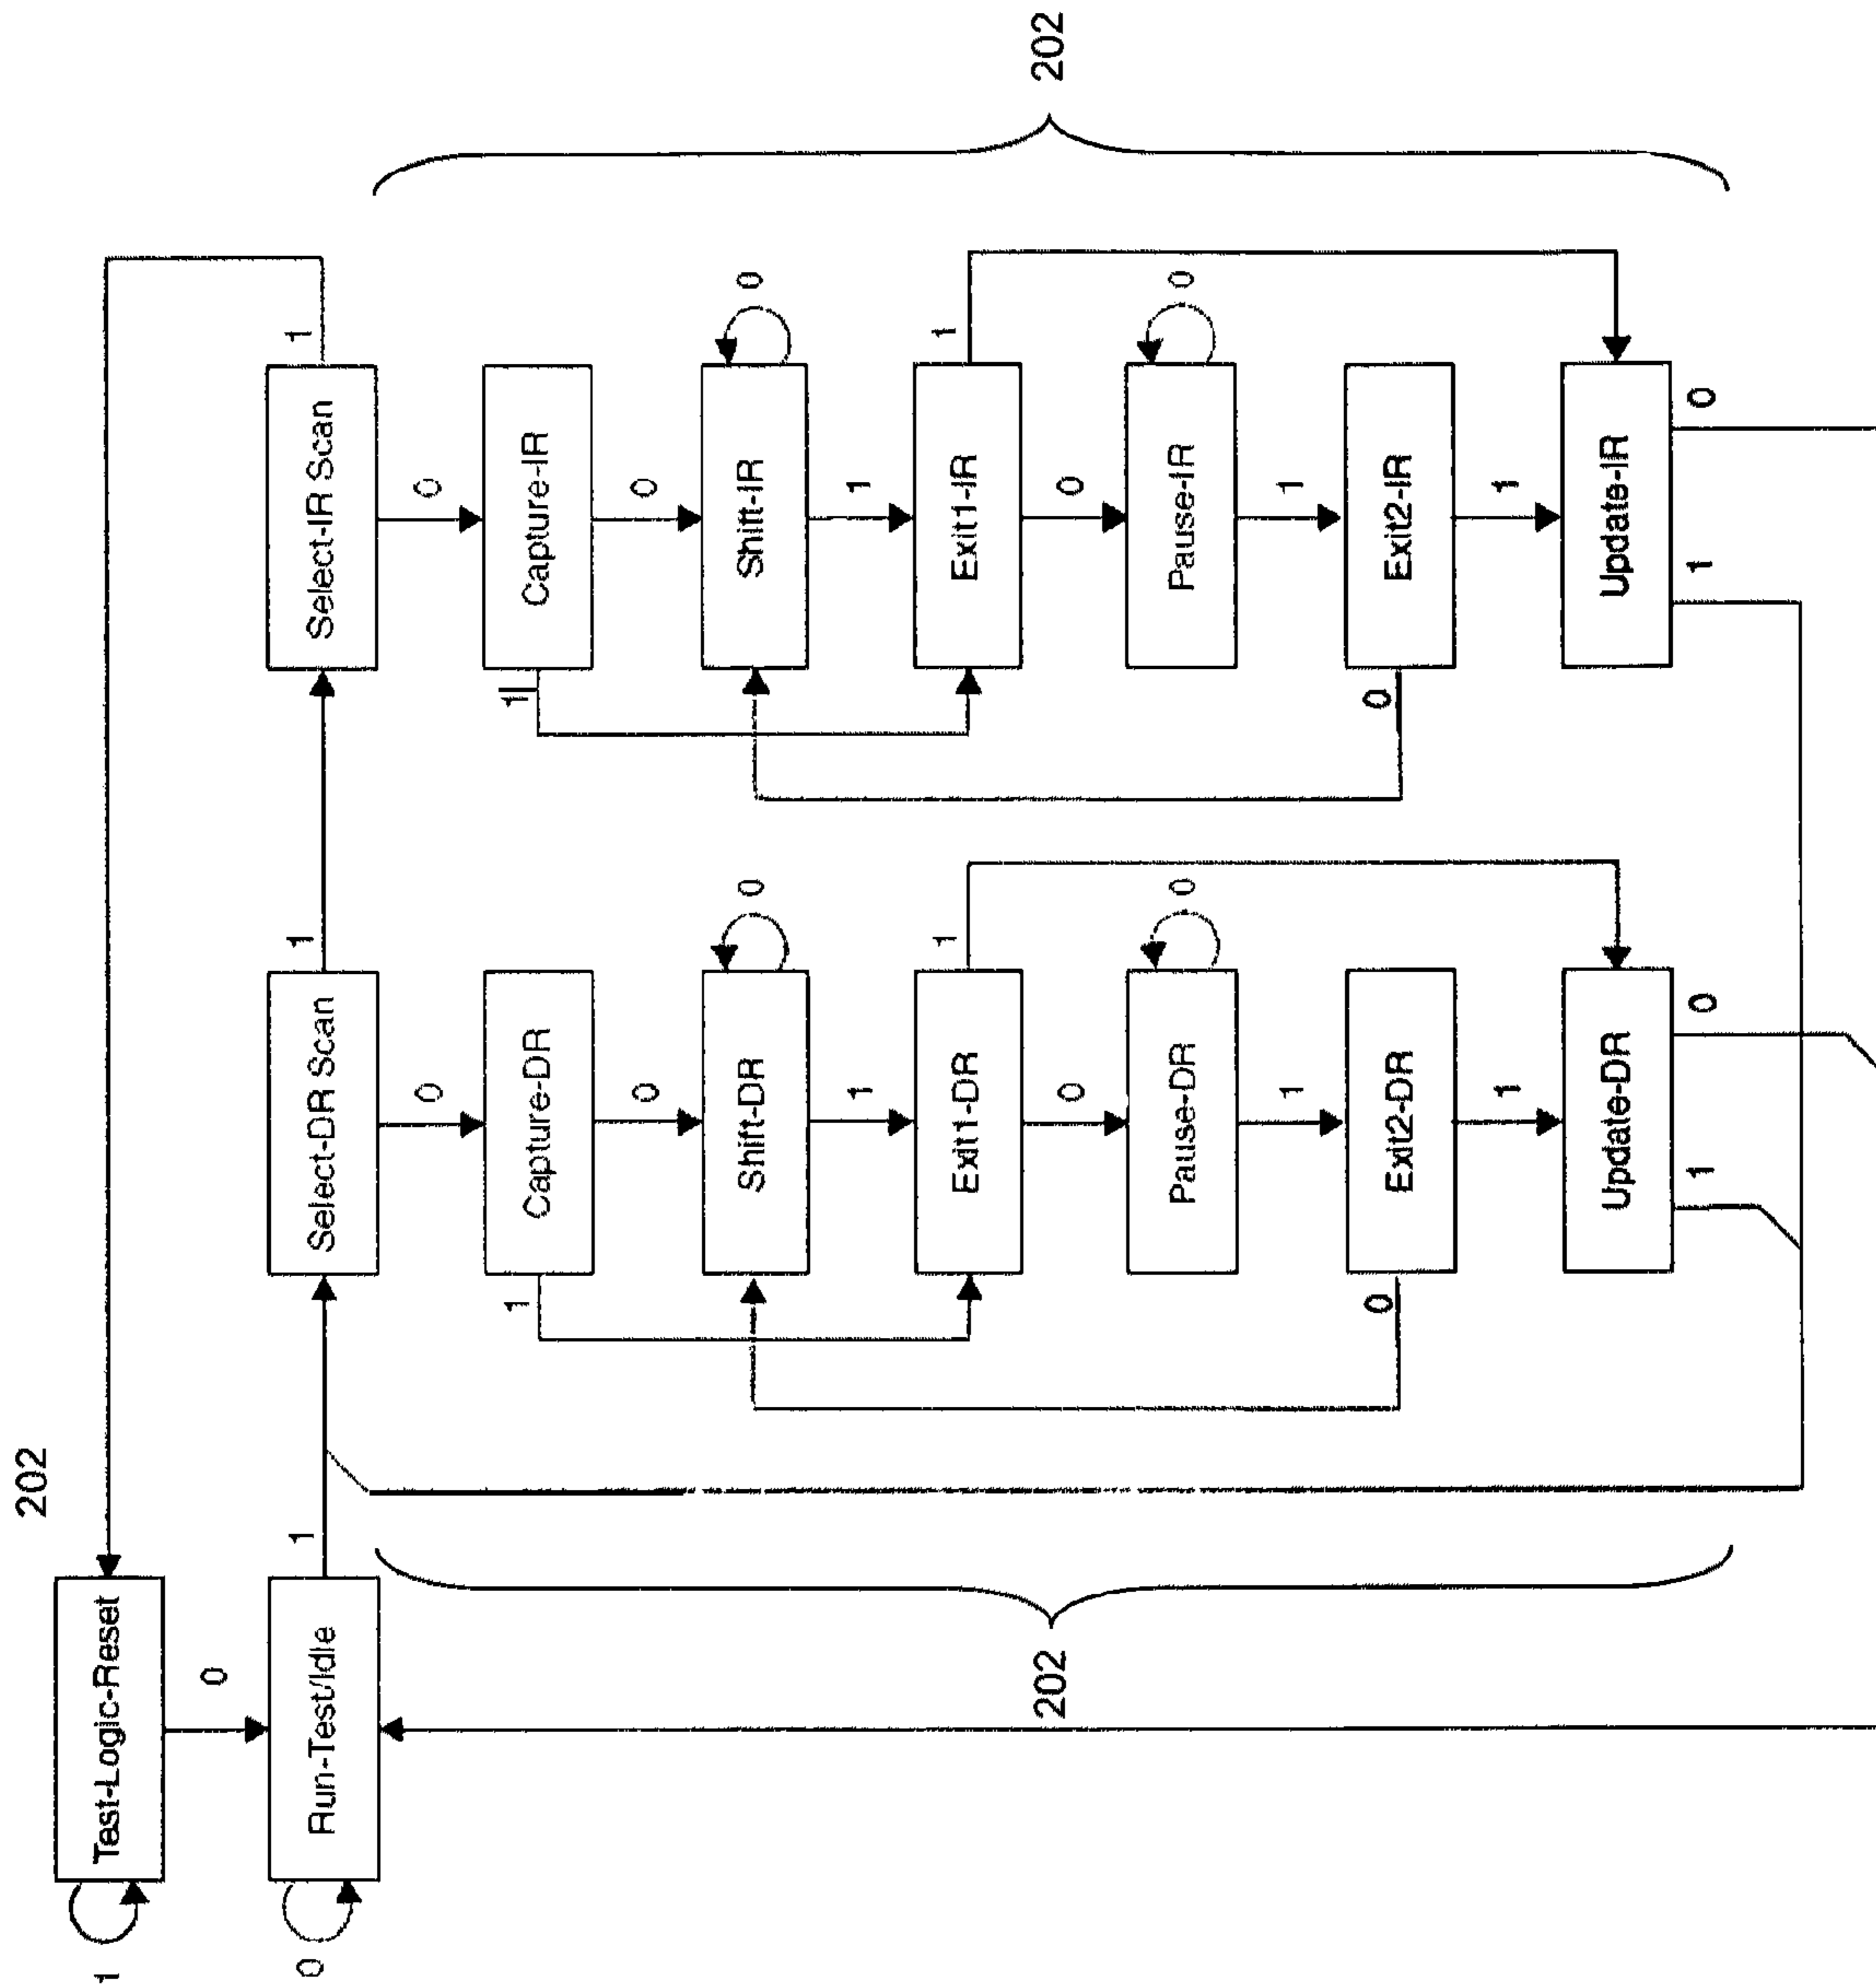 202
1
Test-Logic-Reset
0
0
Run-Test/Idle
1
Select-DR Scan
1
Select-IR Scan
1
0
0
Capture-DR
Capture-IR
1
1
0
0
Shift-DR
0
Shift-IR
0
1
1
Exit1-DR
1
Exit1-IR
1
0
0
Pause-DR
0
Pause-IR
0
1
1
Exit2-DR
Exit2-IR
0
0
1
1
Update-DR
Update-IR
1
0
1
0
202
202